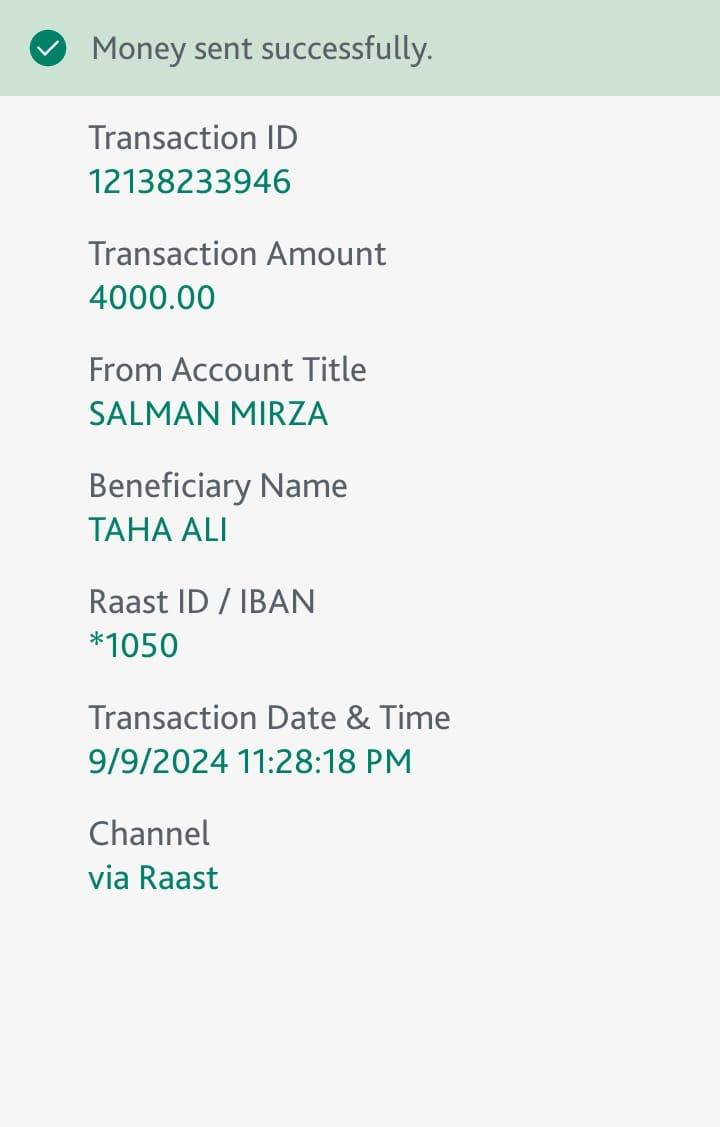 Money sent successfully.
Transaction ID
12138233946
Transaction Amount
4000.00
From Account Title
SALMAN MIRZA
Beneficiary Name
TAHA ALI
Raast ID / IBAN
*1050
Transaction Date & Time
9/9/2024 11:28:18 PM
Channel
via Raast